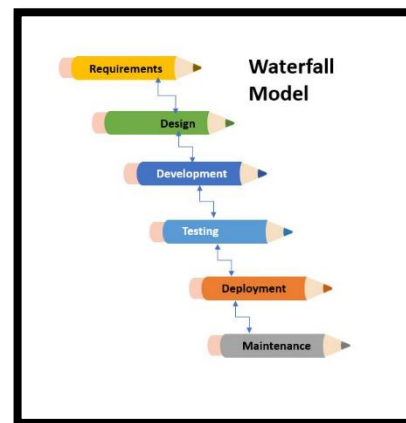 Requirements
Waterfall
Model
Design
Development
Testing
Deployment
Maintenance